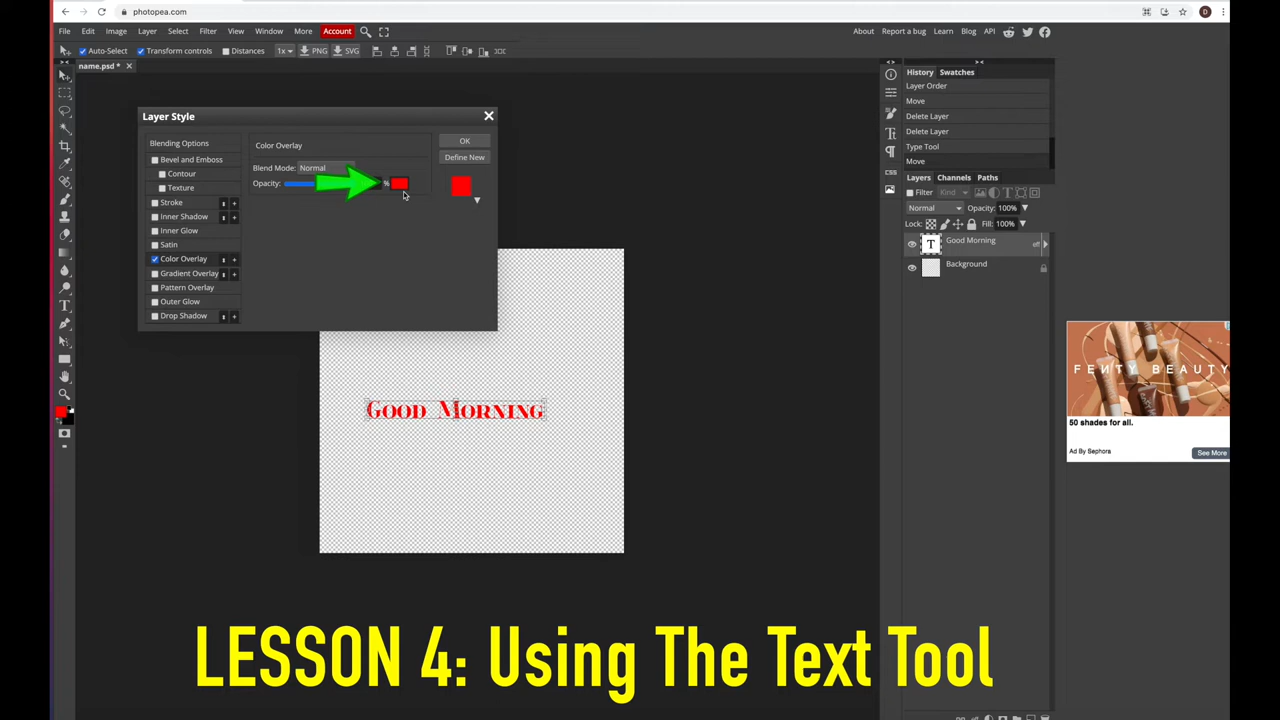 photopea.com
D
File Edit Image Layer Select Filter View Window More Account
About Report a bug Learn Blog API
Auto-Select Transform controls Distances 1x PNG SVG
name.psd *
History Swatches
Layer Order
Move
Delete Layer
Delete Layer
Type Tool
Move
Layers Channels Paths
Filter Kind
Normal Opacity: 100%
Lock: Fill: 100%
T Good Morning eff
Background
CSS
Layer Style
Blending Options
Bevel and Emboss
Contour
Texture
Stroke
Inner Shadow
Inner Glow
Satin
Color Overlay
Gradient Overlay
Pattern Overlay
Outer Glow
Drop Shadow
Color Overlay
Blend Mode: Normal
Opacity: %
OK
Define New
Good Morning
FENTY BEAUTY
50 shades for all.
Ad By Sephora
See More
LESSON 4: Using The Text Tool